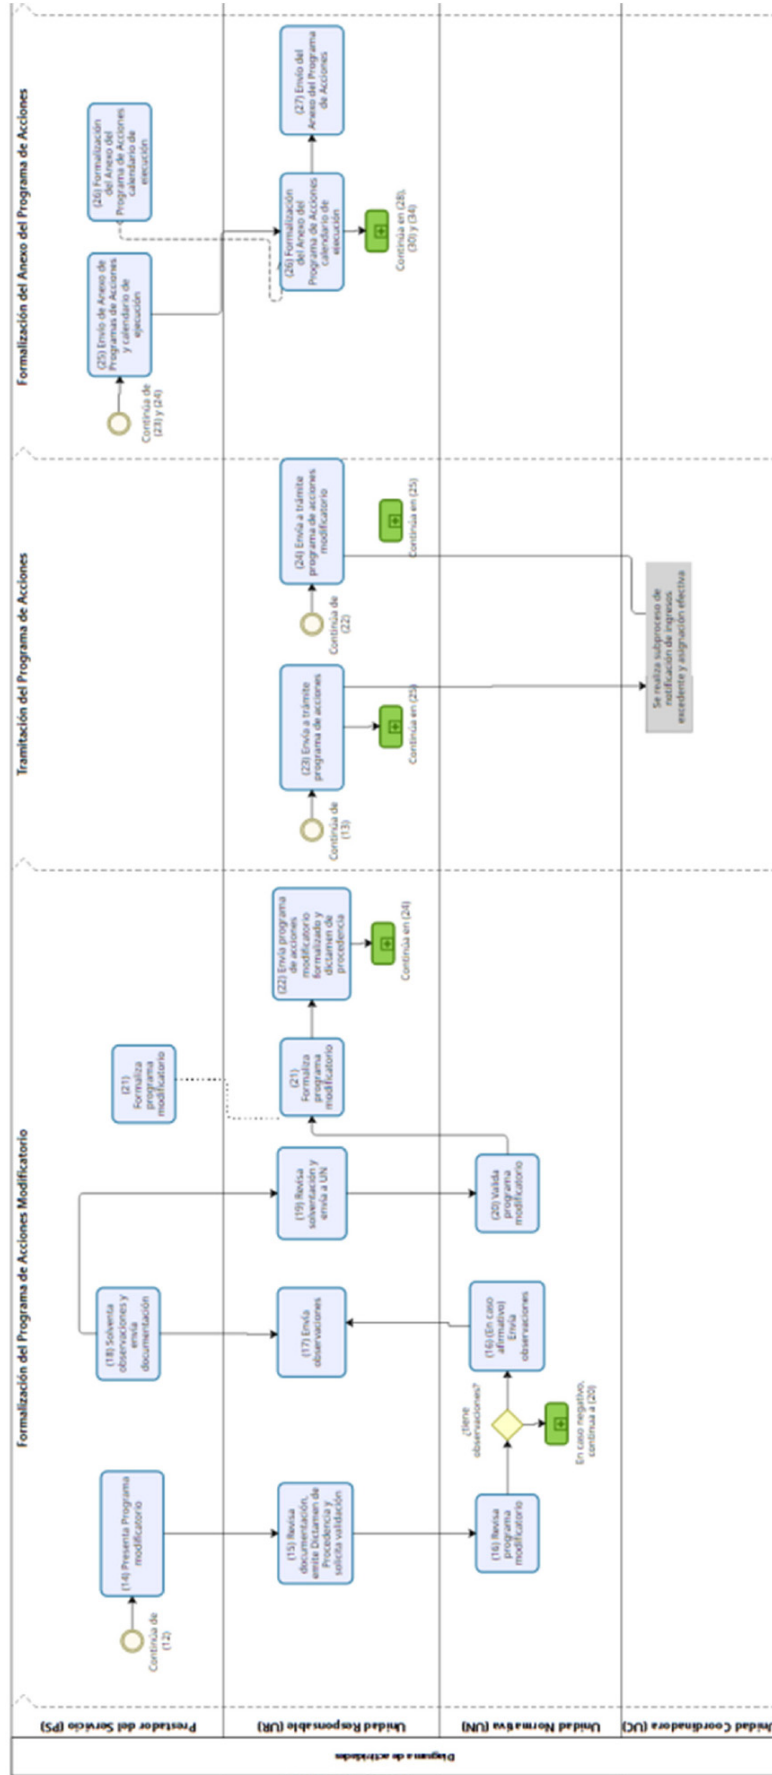 Diagrama de actividades
Prestador del Servicio (PS)
Unidad Responsable (UR)
Unidad Normativa (UN)
Unidad Coordinadora (UC)
Formalización del Programa de Acciones Modificatorio
Continúa de
(12)
(14) Presenta Programa
modificatorio
(15) Revisa
documentación,
emite Dictamen de
Procedencia y
solicita validación
(16) Revisa
programa
modificatorio
¿tiene
observaciones?
En caso negativo,
continua a (20)
(16) (En caso
afirmativo)
Envía
observaciones
(17) Envía
observaciones
(18) Solventa
observaciones y
envía
documentación
(19) Revisa
solventación y
envía a UN
(20) Valida
programa
modificatorio
(21)
Formaliza
programa
modificatorio
(21)
Formaliza
programa
modificatorio
(22) Envía programa
de acciones
modificatorio
formalizado y
dictamen de
procedencia
Continúa en (24)
Tramitación del Programa de Acciones
Continúa de
(13)
(23) Envía a trámite
programa de acciones
Continúa en (25)
Continúa de
(22)
(24) Envía a trámite
programa de acciones
modificatorio
Continúa en (25)
Se realiza subproceso de
notificación de ingresos
excedente y asignación efectiva
Formalización del Anexo del Programa de Acciones
Continúa de
(23) y (24)
(25) Envío de Anexo de
Programas de Acciones
y calendario de
ejecución
(26) Formalización
del Anexo del
Programa de Acciones
calendario de
ejecución
(26) Formalización
del Anexo del
Programa de Acciones
calendario de
ejecución
Continúa en (28),
(30) y (34)
(27) Envío del
Anexo del Programa
de Acciones